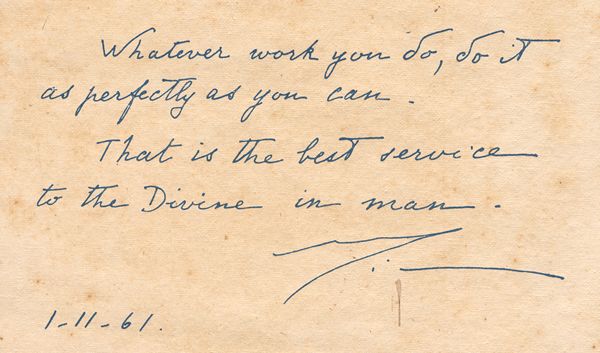 Whatever work you do, do it
as perfectly as you can.
That is the best service
to the Divine in man.
1-11-61.